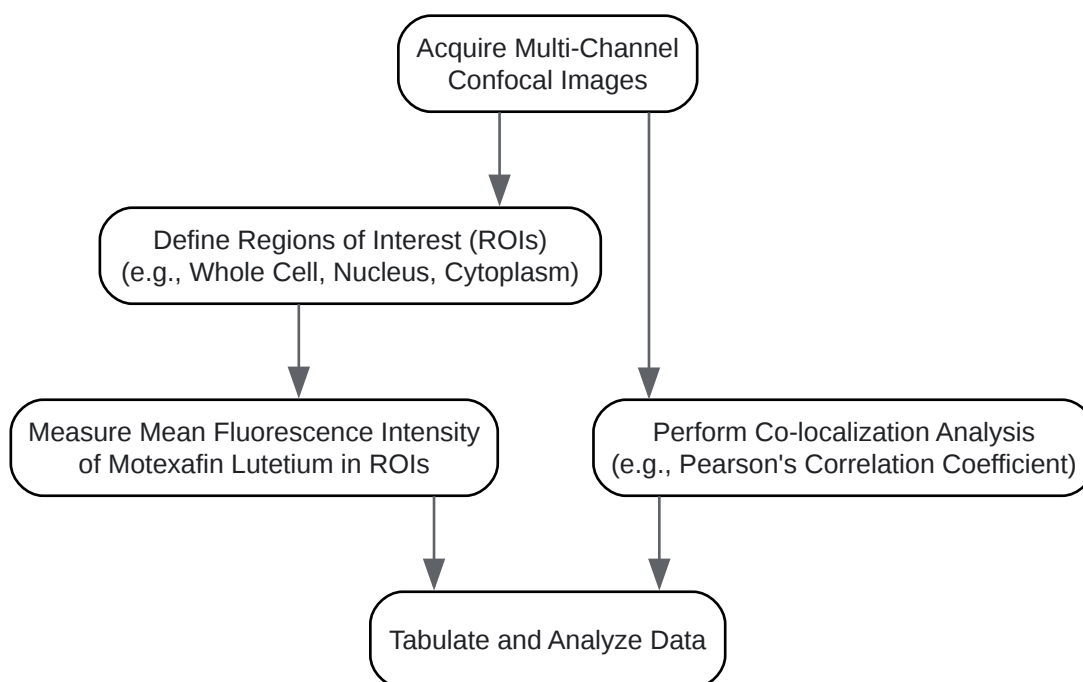 Acquire Multi-Channel
Confocal Images
Define Regions of Interest (ROIs)
(e.g., Whole Cell, Nucleus, Cytoplasm)
Measure Mean Fluorescence Intensity
of Motexafin Lutetium in ROIs
Perform Co-localization Analysis
(e.g., Pearson's Correlation Coefficient)
Tabulate and Analyze Data